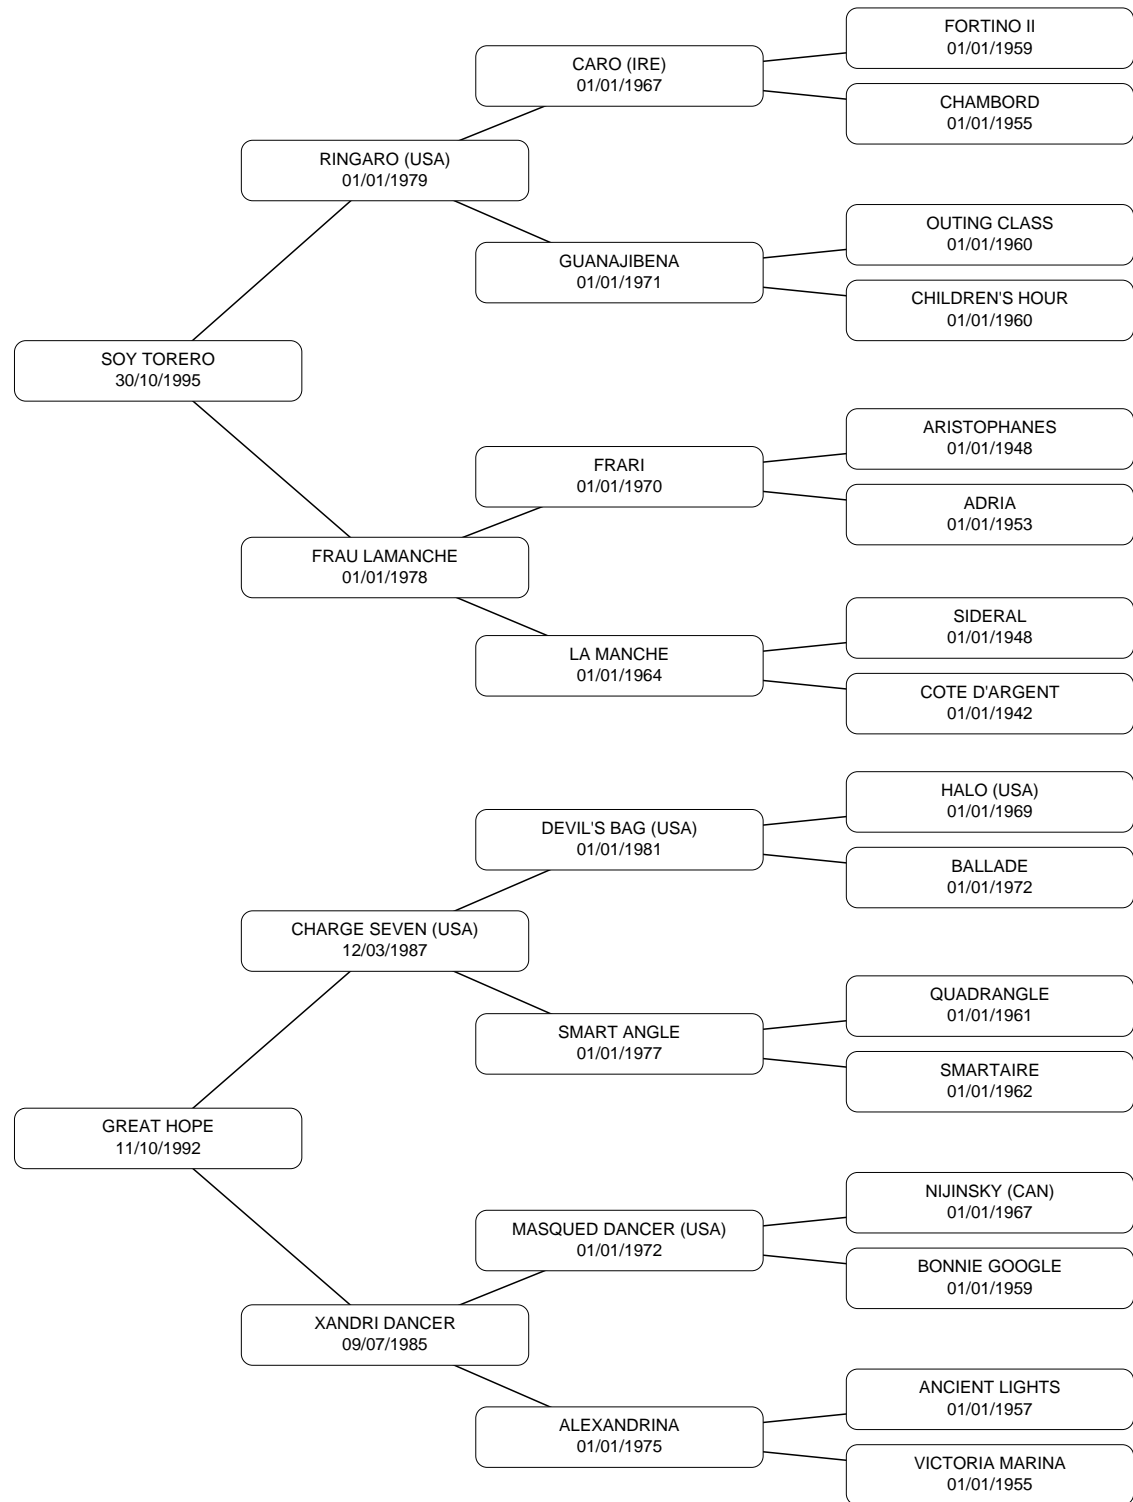 FORTINO II
01/01/1959
CARO (IRE)
01/01/1967
CHAMBORD
01/01/1955
RINGARO (USA)
01/01/1979
OUTING CLASS
01/01/1960
GUANAJIBENA
01/01/1971
CHILDREN'S HOUR
01/01/1960
SOY TORERO
30/10/1995
ARISTOPHANES
01/01/1948
FRARI
01/01/1970
ADRIA
01/01/1953
FRAU LAMANCHE
01/01/1978
SIDERAL
01/01/1948
LA MANCHE
01/01/1964
COTE D'ARGENT
01/01/1942
HALO (USA)
01/01/1969
DEVIL'S BAG (USA)
01/01/1981
BALLADE
01/01/1972
CHARGE SEVEN (USA)
12/03/1987
QUADRANGLE
01/01/1961
SMART ANGLE
01/01/1977
SMARTAIRE
01/01/1962
GREAT HOPE
11/10/1992
NIJINSKY (CAN)
01/01/1967
MASQUED DANCER (USA)
01/01/1972
BONNIE GOOGLE
01/01/1959
XANDRI DANCER
09/07/1985
ANCIENT LIGHTS
01/01/1957
ALEXANDRINA
01/01/1975
VICTORIA MARINA
01/01/1955